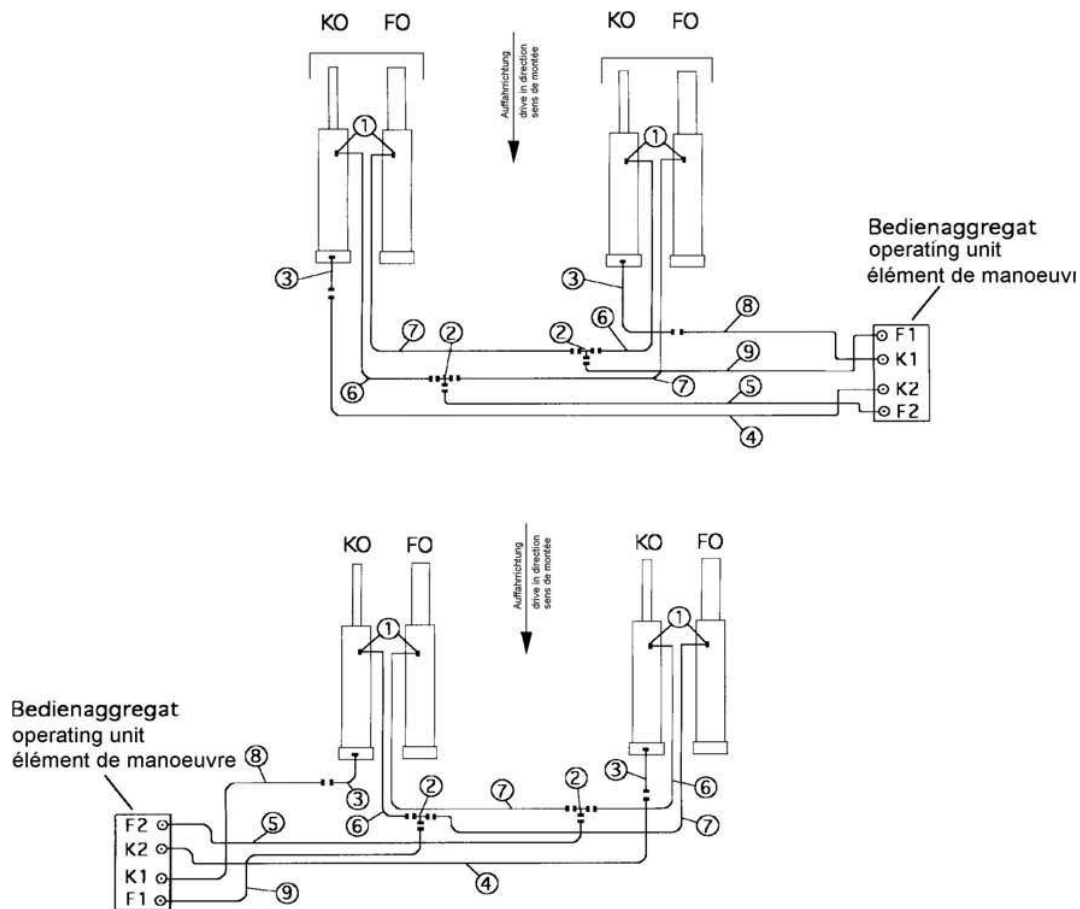 KO FO
KO FO
Auffahrrichtung
drive in direction
sens de montée
1
1
3
3
Bedienaggregat
operating unit
élément de manoeuvr
7
2
2
6
8
9
6
7
5
4
F1
K1
K2
F2
KO FO
KO FO
Auffahrrichtung
drive in direction
sens de montée
1
1
Bedienaggregat
operating unit
élément de manoeuvre
8
3
2
7
2
3
6
6
7
5
4
9
F2
K2
K1
F1